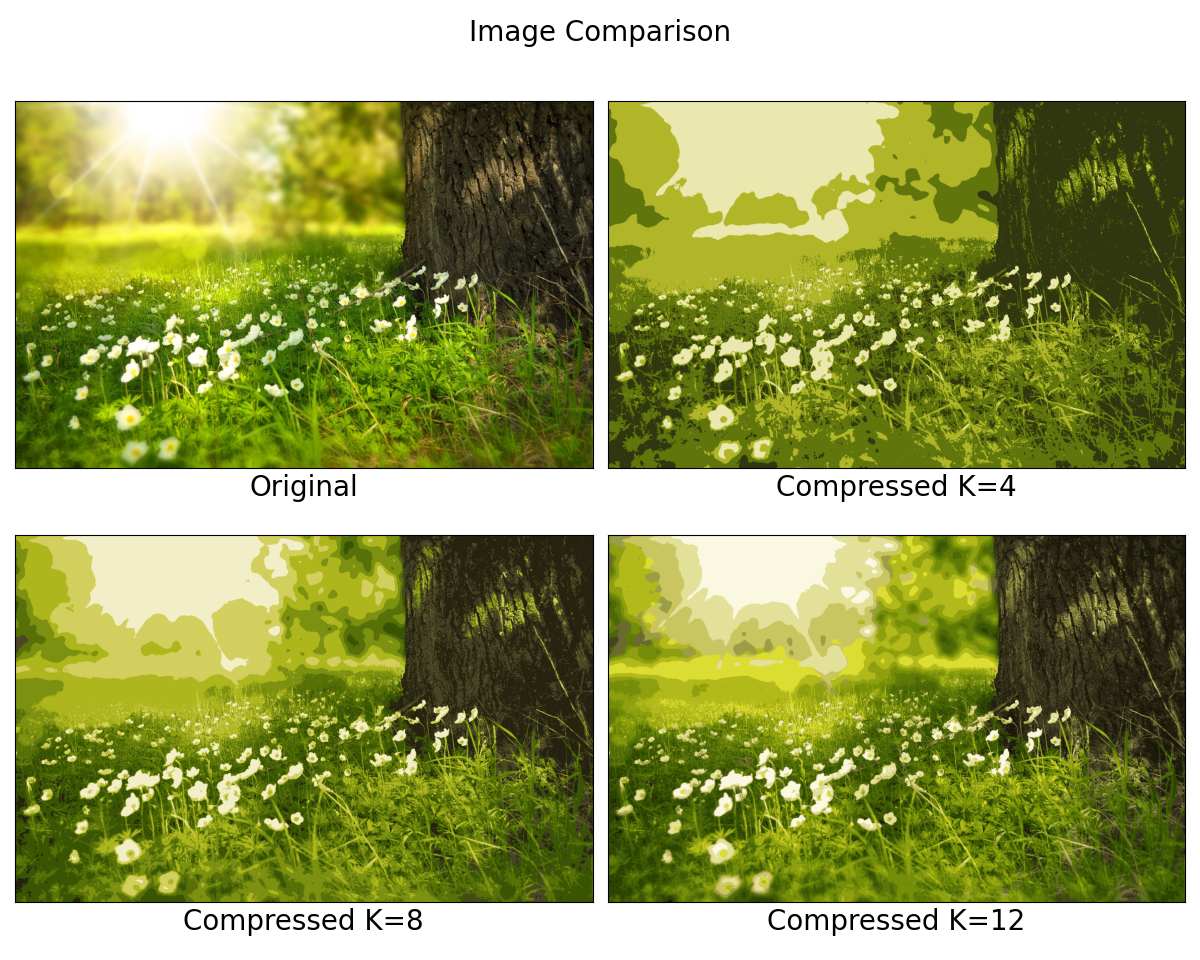 Image Comparison
Original
Compressed K=4
Compressed K=8
Compressed K=12